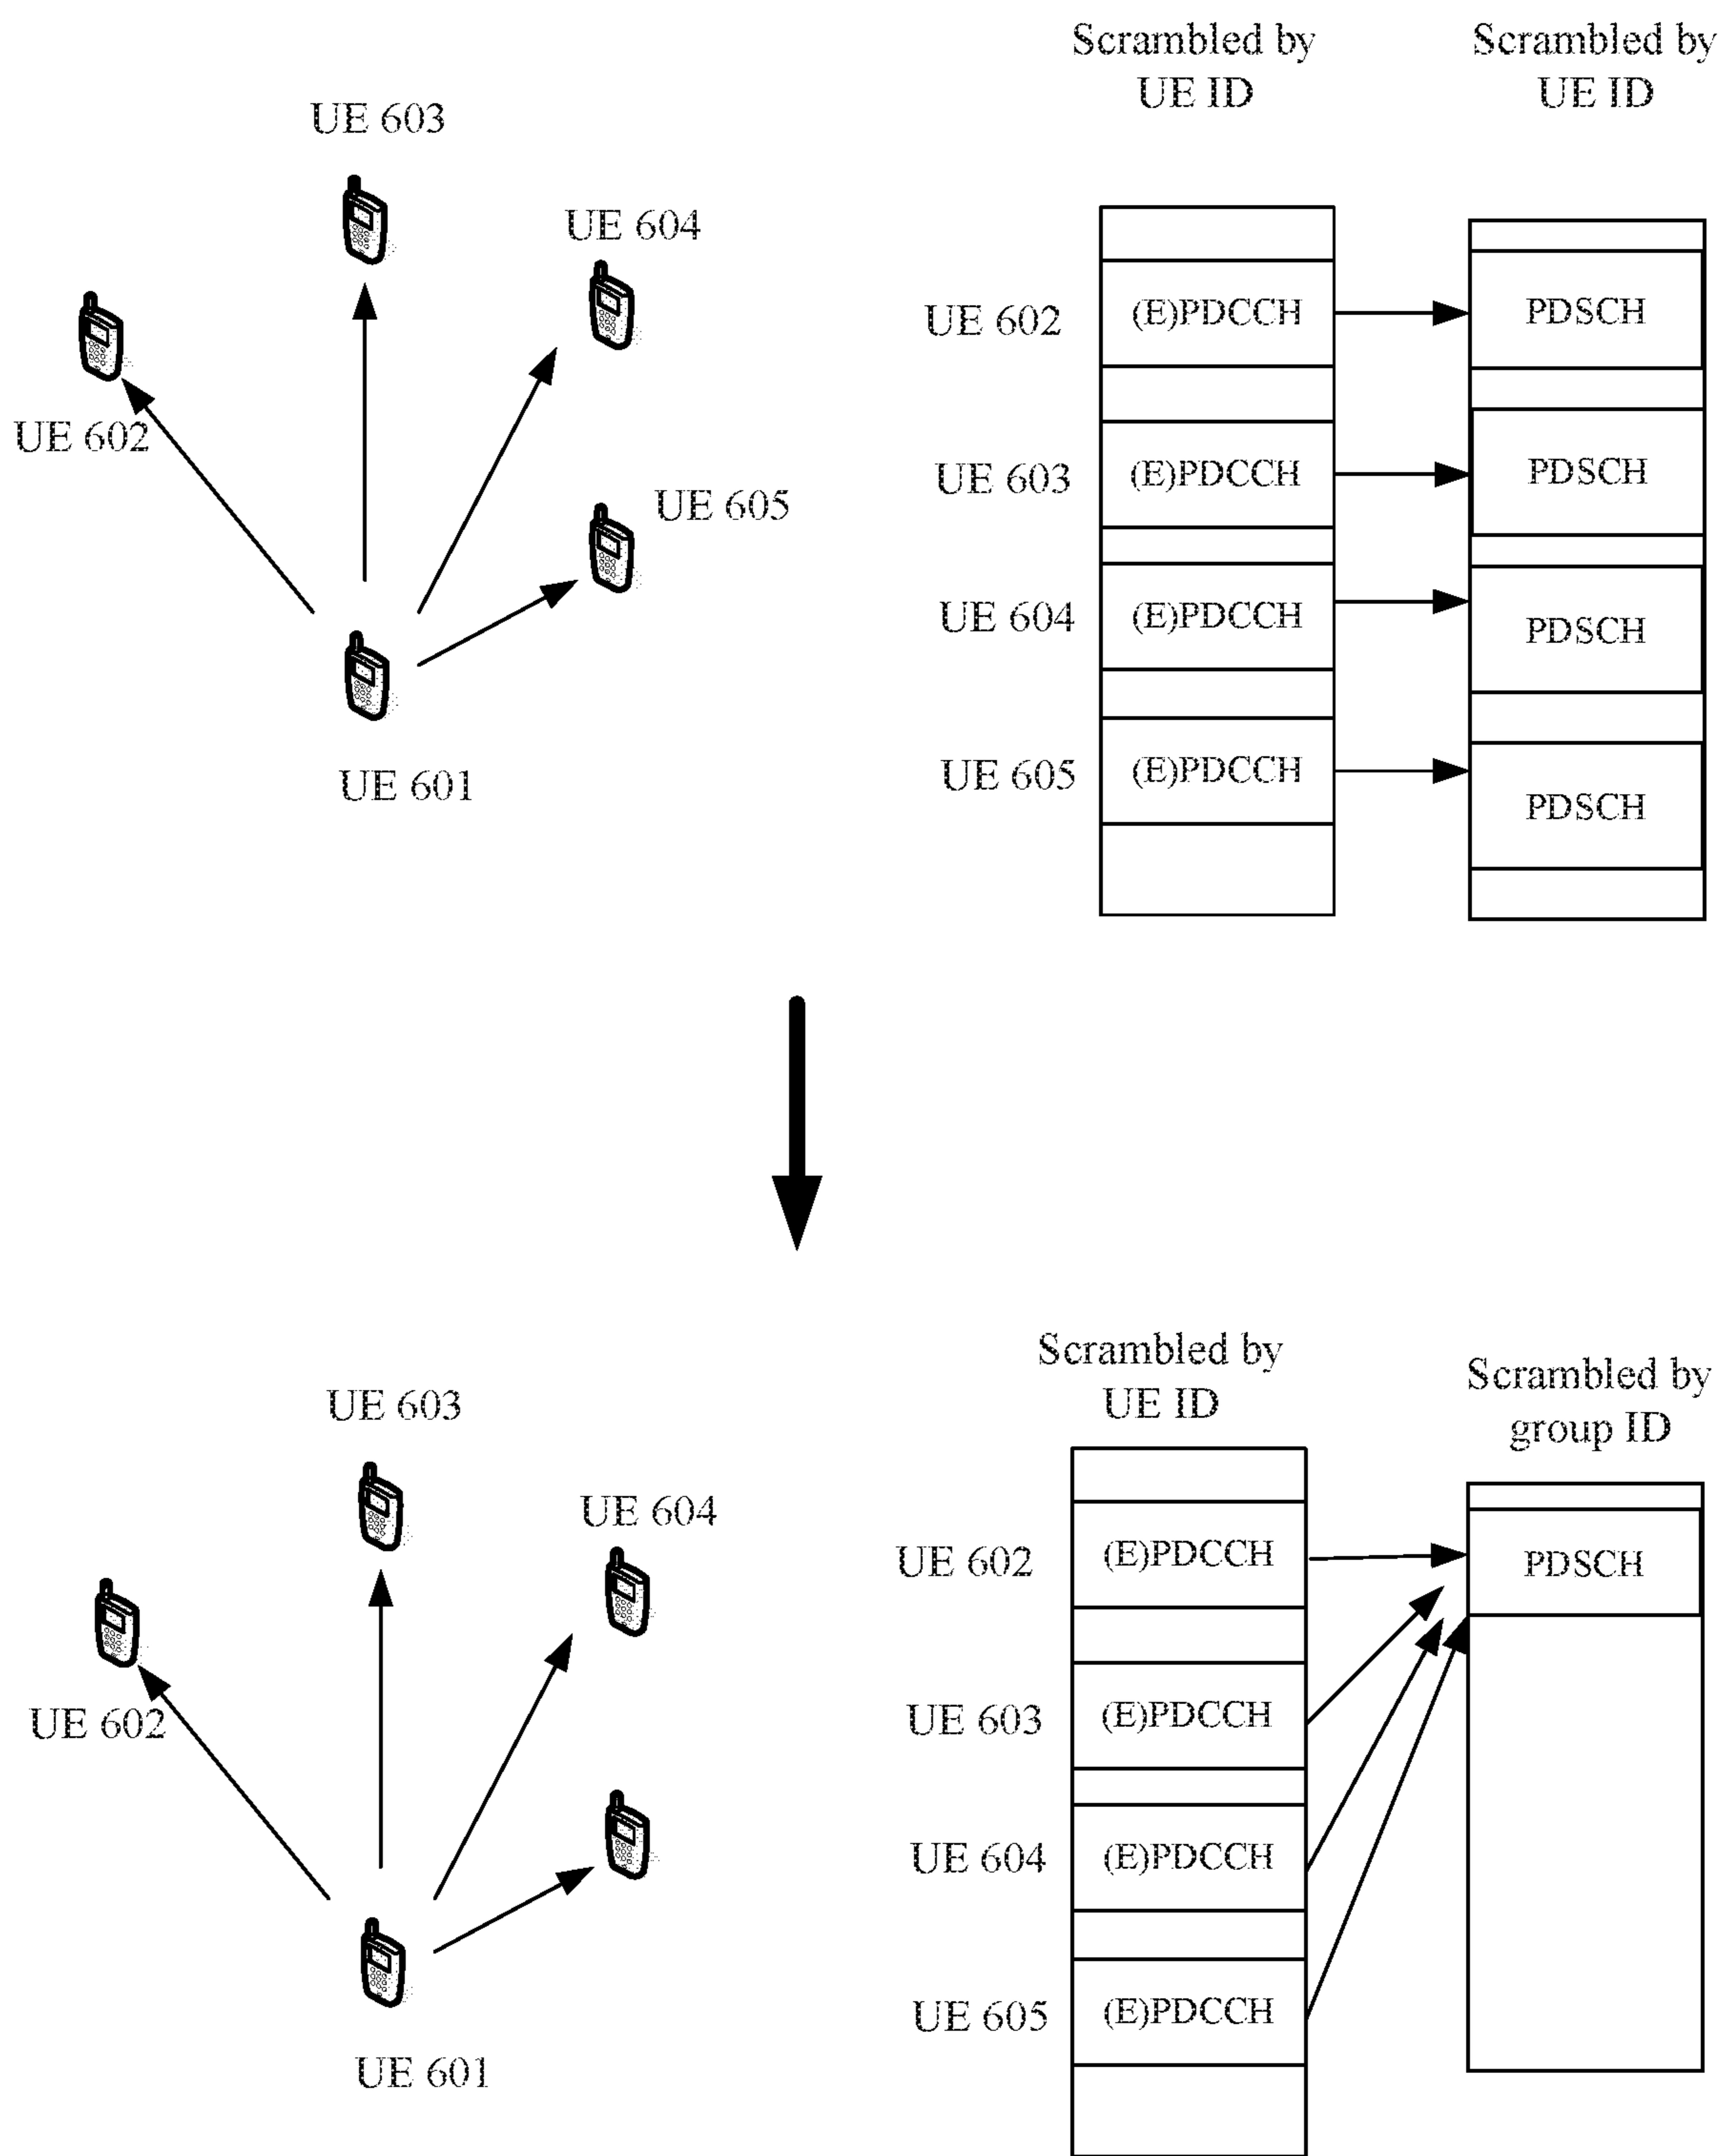 Scrambled by
UE ID
Scrambled by
UE ID
UE 603
UE 604
UE 602
UE 605
UE 601
UE 602
(E)PDCCH
PDSCH
UE 603
(E)PDCCH
PDSCH
UE 604
(E)PDCCH
PDSCH
UE 605
(E)PDCCH
PDSCH
Scrambled by
UE ID
Scrambled by
group ID
UE 603
UE 604
UE 602
UE 601
UE 602
(E)PDCCH
PDSCH
UE 603
(E)PDCCH
UE 604
(E)PDCCH
UE 605
(E)PDCCH